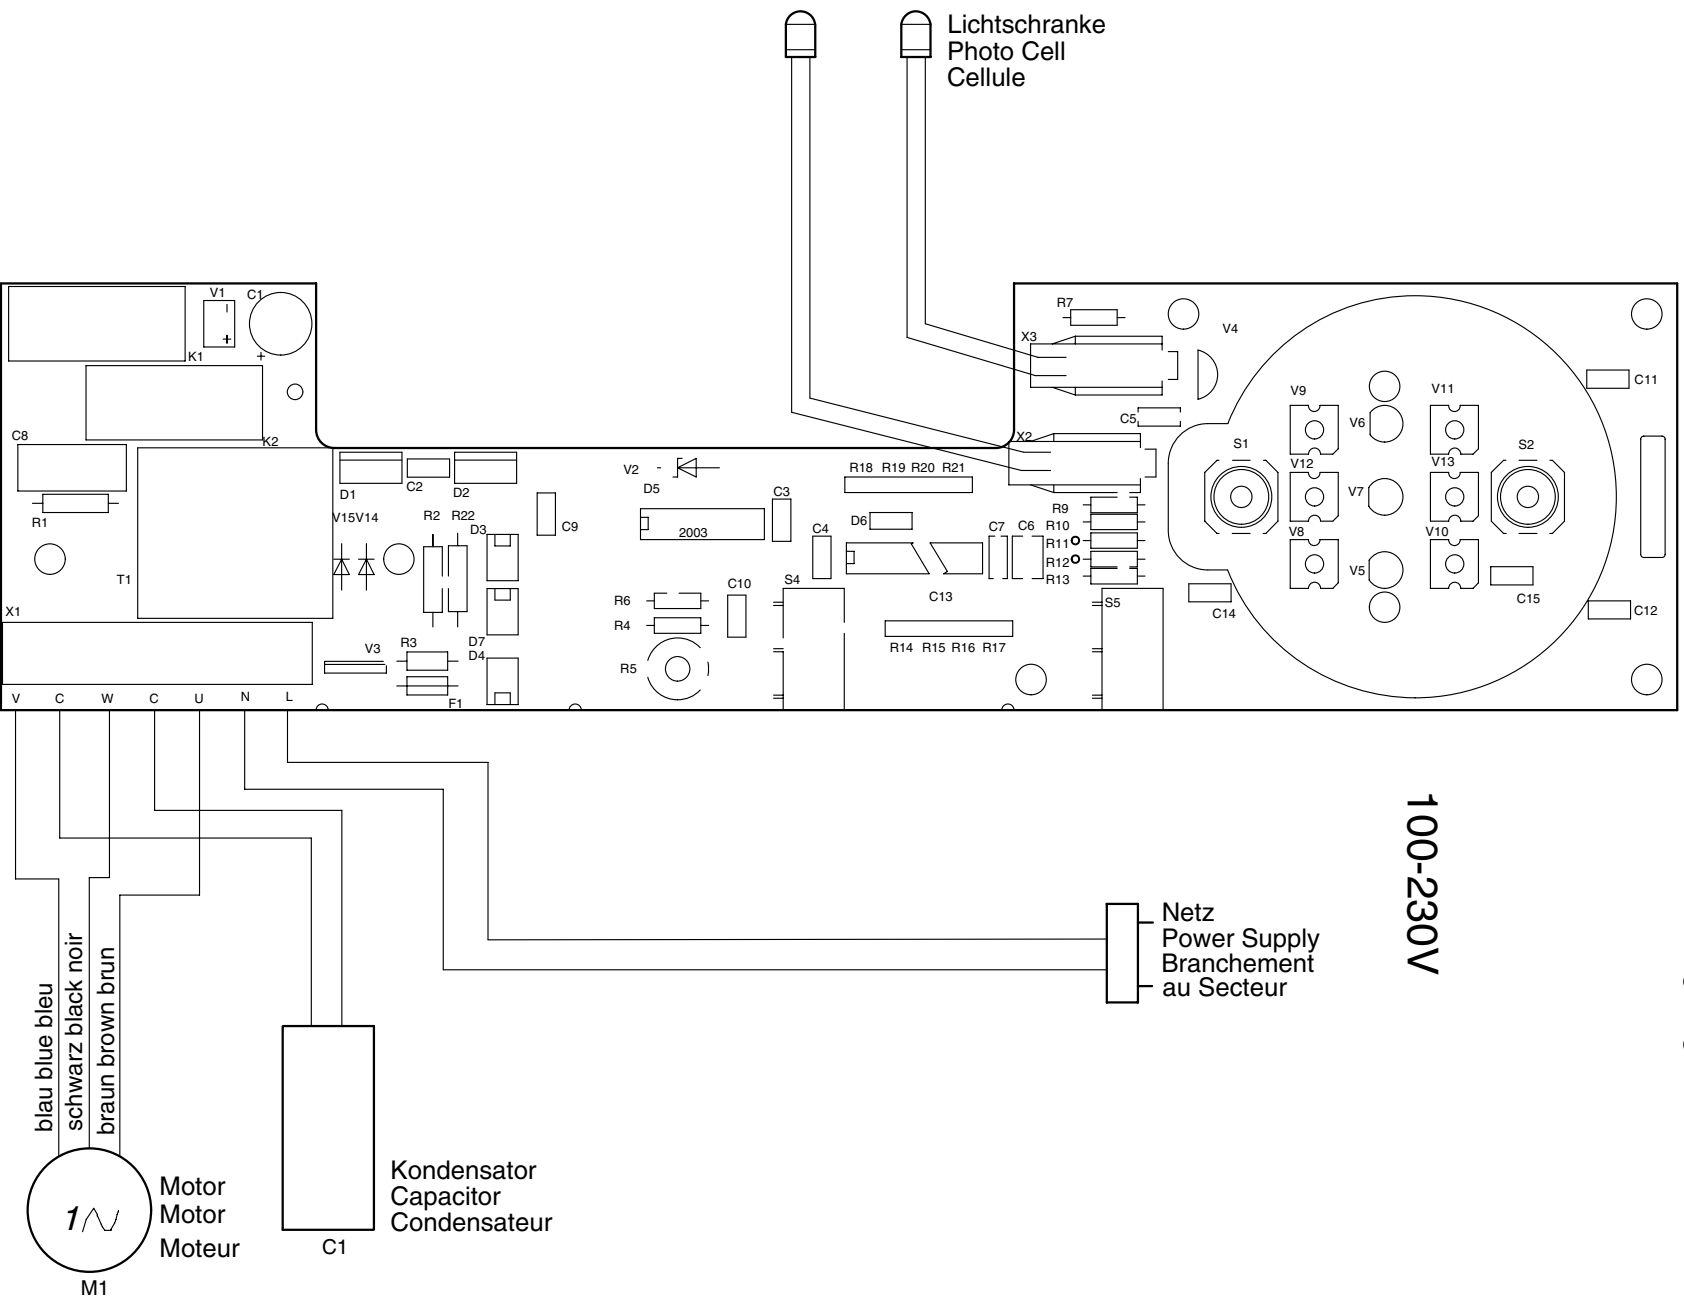 Lichtschranke
Photo Cell
Cellule
V1
C1
K1
+
−
+
K2
C8
R1
T1
X1
D1
C2
D2
V15V14
R2
R22
D3
C9
D7
D4
V3
R3
F1
V2
D5
2003
C3
C4
R6
R4
R5
C10
S4
R18 R19 R20 R21
D6
C7
C6
C13
R14 R15 R16 R17
X3
R7
V4
C5
X2
R9
R10
R11
R12
R13
S5
C14
S1
V9
V12
V8
V6
V7
V5
V11
V13
V10
S2
C15
C11
C12
V C W C U N L
blau blue bleu
schwarz black noir
braun brown brun
Netz
Power Supply
Branchement
au Secteur
100-230V
1
Motor
Motor
Moteur
M1
Kondensator
Capacitor
Condensateur
C1